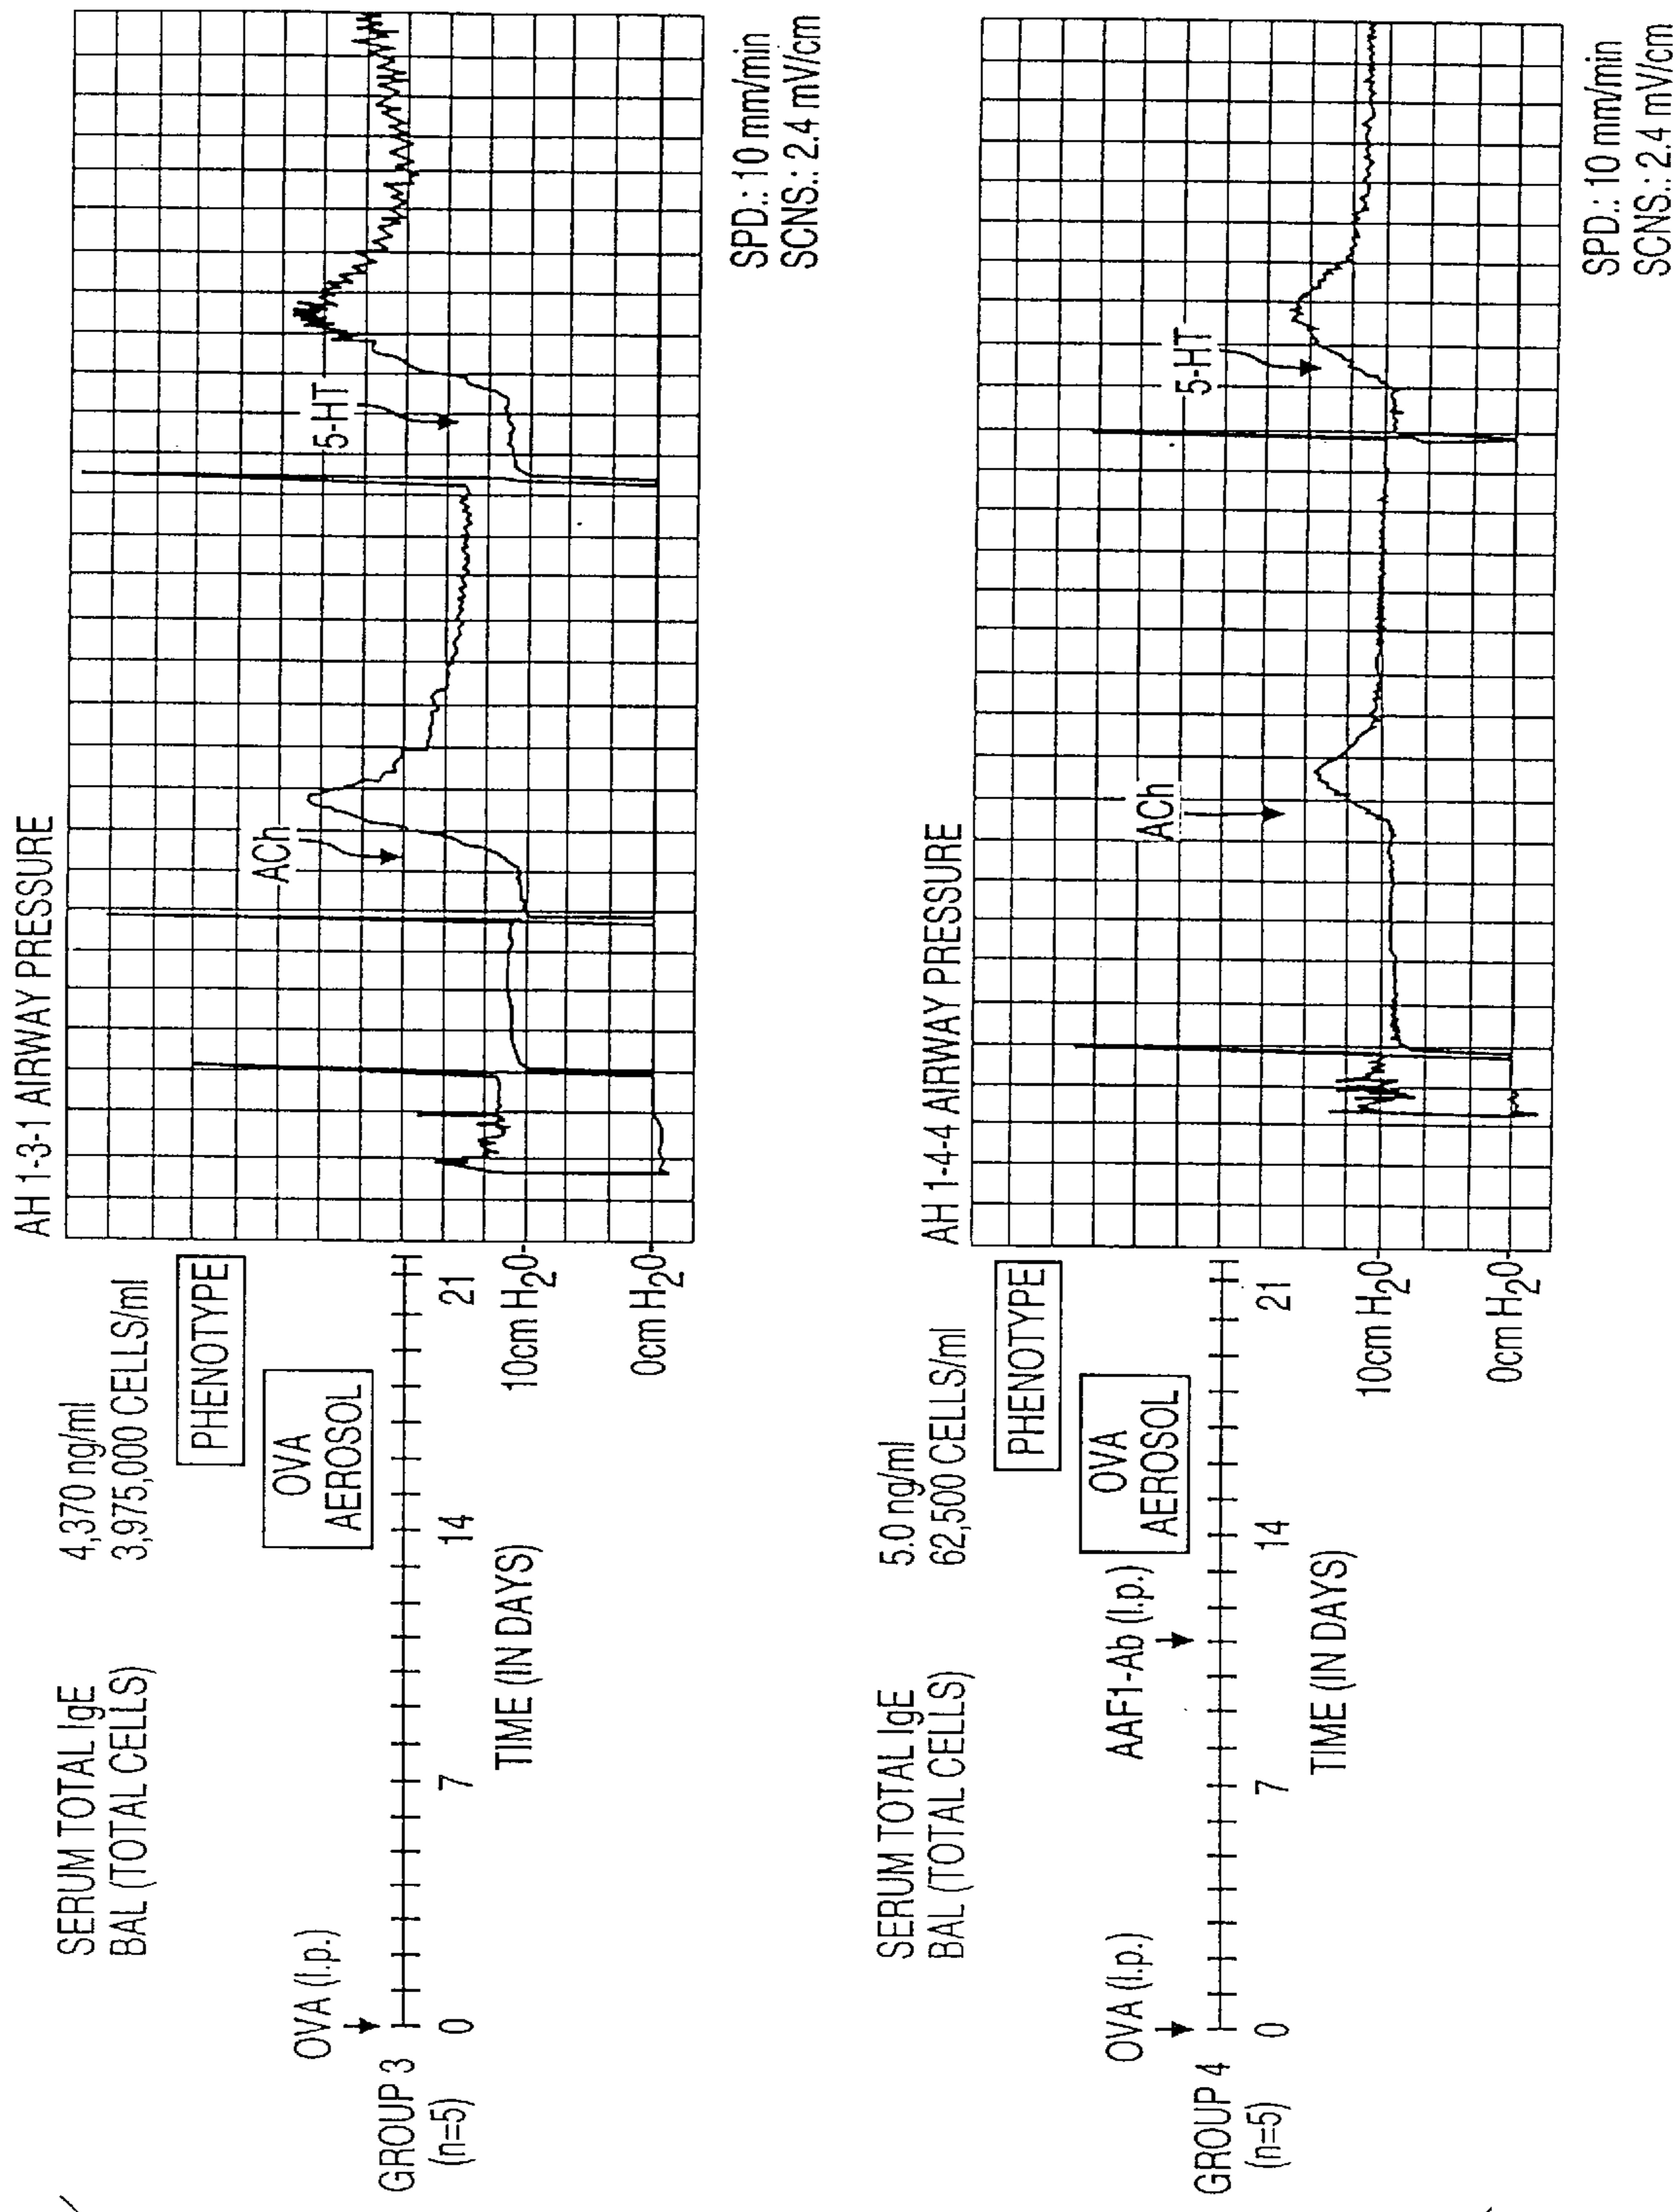 SERUM TOTAL IgE 4,370 ng/ml
BAL (TOTAL CELLS) 3,975,000 CELLS/ml
PHENOTYPE
OVA (I.p.)
OVA
AEROSOL
GROUP 3
(n=5)
0 7 14 21
TIME (IN DAYS)
AH 1-3-1 AIRWAY PRESSURE
ACh
5-HT
10cm H₂0
0cm H₂0
SPD.: 10 mm/min
SCNS.: 2.4 mV/cm
SERUM TOTAL IgE 5.0 ng/ml
BAL (TOTAL CELLS) 62,500 CELLS/ml
PHENOTYPE
OVA (I.p.)
AAF1-Ab (I.p.)
OVA
AEROSOL
GROUP 4
(n=5)
0 7 14 21
TIME (IN DAYS)
AH 1-4-4 AIRWAY PRESSURE
ACh
5-HT
10cm H₂0
0cm H₂0
SPD.: 10 mm/min
SCNS.: 2.4 mV/cm